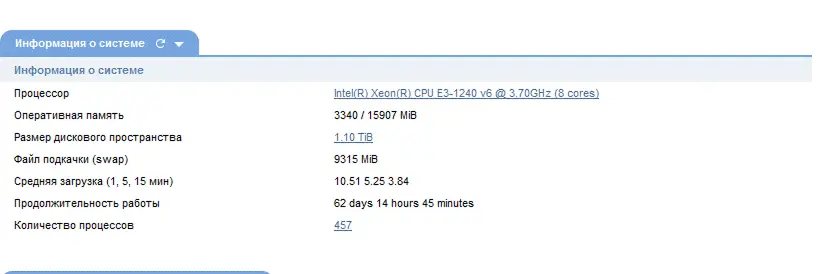 Информация о системе
Информация о системе
Процессор Intel(R) Xeon(R) CPU E3-1240 v6 @ 3.70GHz (8 cores)
Оперативная память 3340 / 15907 MiB
Размер дискового пространства 1.10 TiB
Файл подкачки (swap) 9315 MiB
Средняя загрузка (1, 5, 15 мин) 10.51 5.25 3.84
Продолжительность работы 62 days 14 hours 45 minutes
Количество процессов 457